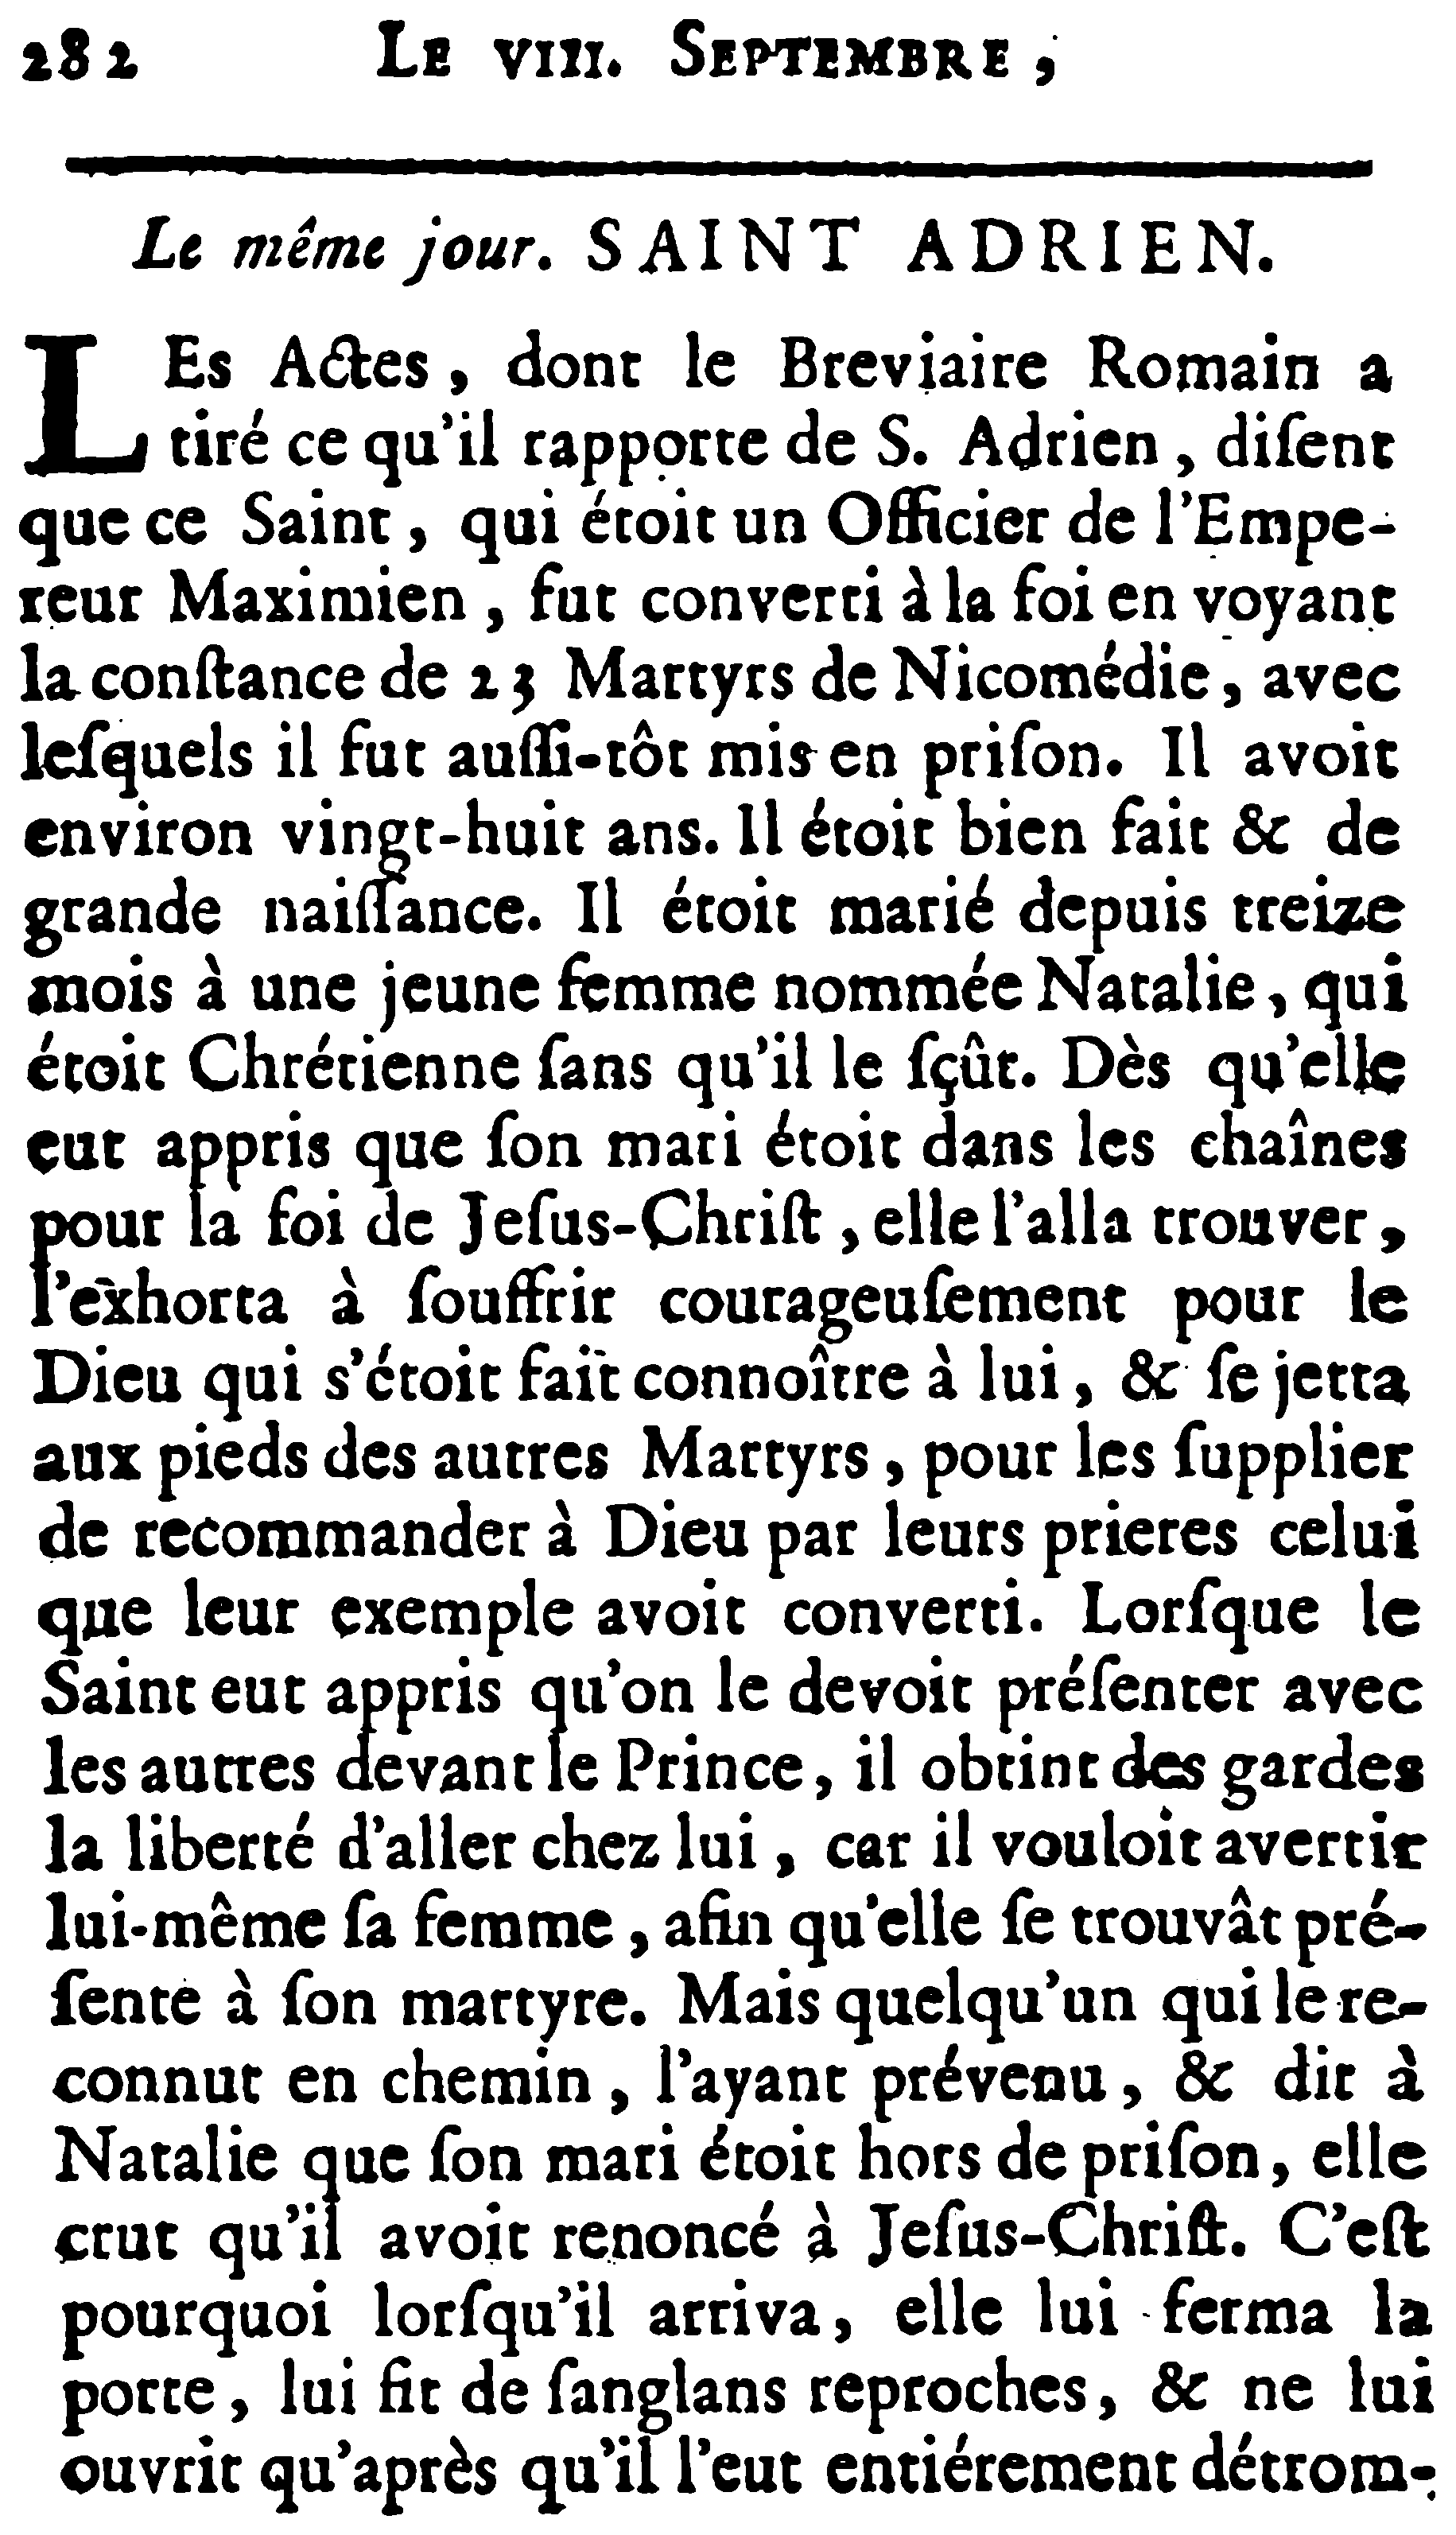 282 LE VIII. SEPTEMBRE,
Le même jour. SAINT ADRIEN.
LEs Actes, dont le Breviaire Romain a
tiré ce qu'il rapporte de S. Adrien, diſent
que ce Saint, qui étoit un Officier de l'Empe-
reur Maximien, fut converti à la foi en voyant
la conſtance de 23 Martyrs de Nicomédie, avec
leſquels il fut auſſi-tôt mis en priſon. Il avoit
environ vingt-huit ans. Il étoit bien fait & de
grande naiſſance. Il étoit marié depuis treize
mois à une jeune femme nommée Natalie, qui
étoit Chrétienne ſans qu'il le ſçût. Dès qu'elle
eut appris que ſon mari étoit dans les chaînes
pour la foi de Jeſus-Chriſt, elle l'alla trouver,
l'exhorta à ſouffrir courageuſement pour le
Dieu qui s'étoit fait connoître à lui, & ſe jetta
aux pieds des autres Martyrs, pour les ſupplier
de recommander à Dieu par leurs prieres celui
que leur exemple avoit converti. Lorſque le
Saint eut appris qu'on le devoit préſenter avec
les autres devant le Prince, il obtint des gardes
la liberté d'aller chez lui, car il vouloit avertir
lui-même ſa femme, afin qu'elle ſe trouvât pré-
ſente à ſon martyre. Mais quelqu'un qui le re-
connut en chemin, l'ayant prévenu, & dit à
Natalie que ſon mari étoit hors de priſon, elle
crut qu'il avoit renoncé à Jeſus-Chriſt. C'eſt
pourquoi lorſqu'il arriva, elle lui ferma la
porte, lui fit de ſanglans reproches, & ne lui
ouvrit qu'après qu'il l'eut entiérement détrom-